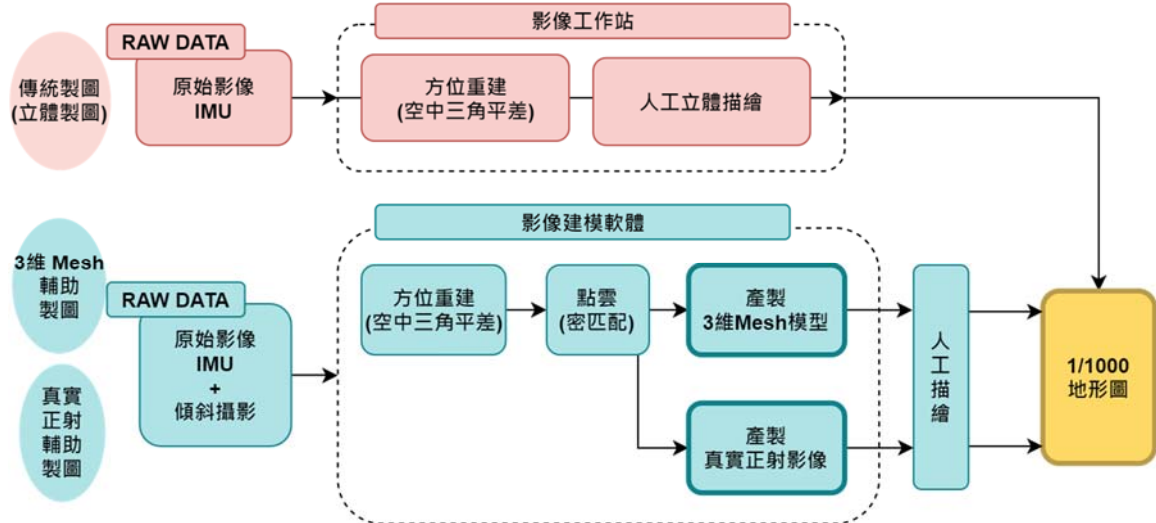 影像工作站
RAW DATA
傳統製圖
(立體製圖)
原始影像
IMU
方位重建
(空中三角平差)
人工立體描繪
影像建模軟體
3維 Mesh
輔助
製圖
RAW DATA
原始影像
IMU
+
傾斜攝影
方位重建
(空中三角平差)
點雲
(密匹配)
產製
3維Mesh模型
人
工
描
繪
1/1000
地形圖
真實
正射
輔助
製圖
產製
真實正射影像